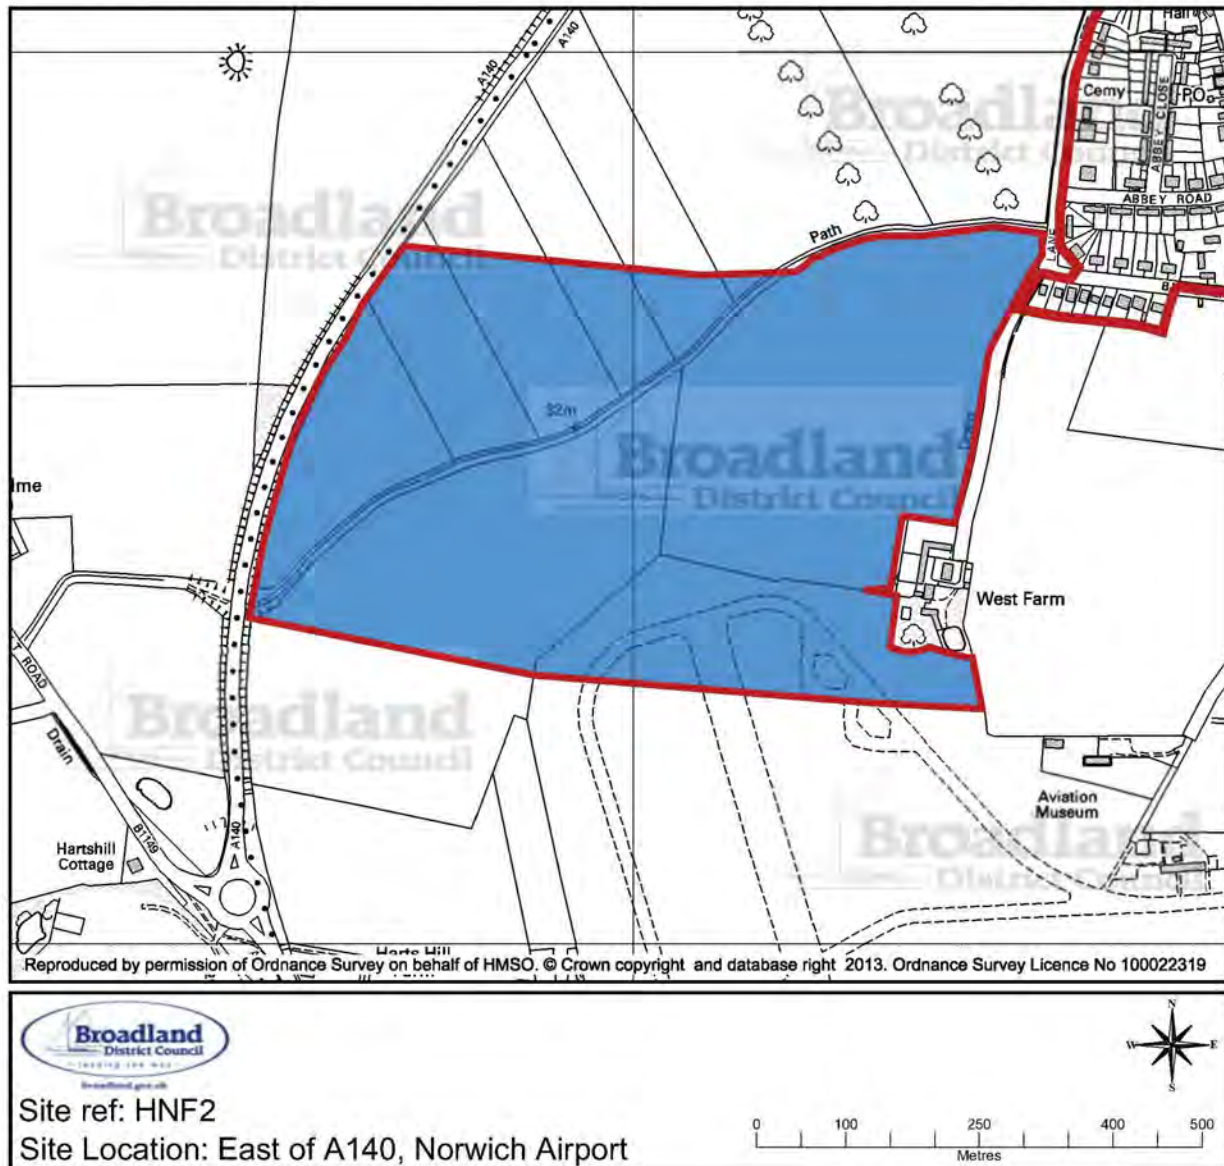 Hall
A140
A140
Broadland
District Council
Cemy
PO
ABBEY CLOSE
Broadland
District Council
ABBEY ROAD
Path
LANE
32m
Broadland
District Council
West Farm
ROAD
Drain
Broadland
District Council
B1149
A140
Hartshill
Cottage
Aviation
Museum
Broadland
District Council
Harts Hill
Reproduced by permission of Ordnance Survey on behalf of HMSO. © Crown copyright and database right 2013. Ordnance Survey Licence No 100022319
Broadland
District Council
broadland.gov.uk
N
W E
S
Site ref: HNF2
Site Location: East of A140, Norwich Airport
0 100 250 400 500
Metres